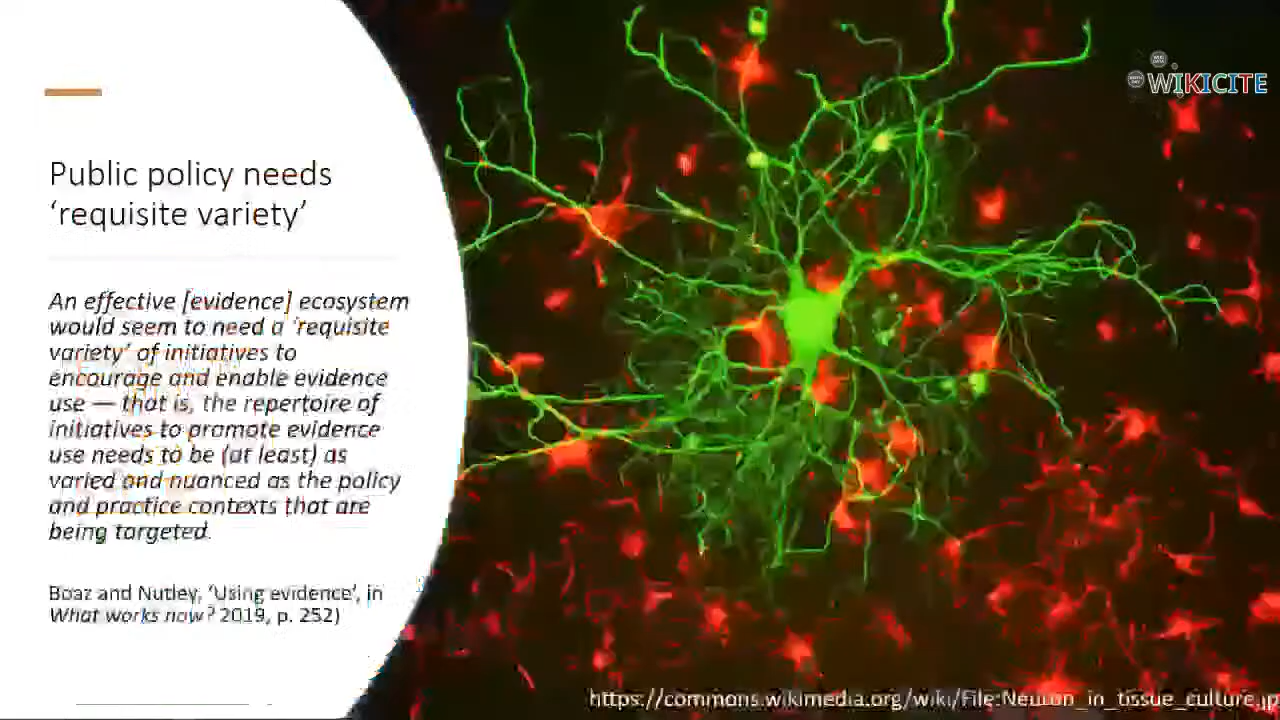 WIKICITE
Public policy needs
‘requisite variety’
An effective [evidence] ecosystem
would seem to need a ‘requisite
variety’ of initiatives to
encourage and enable evidence
use — that is, the repertoire of
initiatives to promote evidence
use needs to be (at least) as
varied and nuanced as the policy
and practice contexts that are
being targeted.
Boaz and Nutley, ‘Using evidence’, in
What works now? 2019, p. 252)
https://commons.wikimedia.org/wiki/File:Neuron_in_tissue_culture.jp